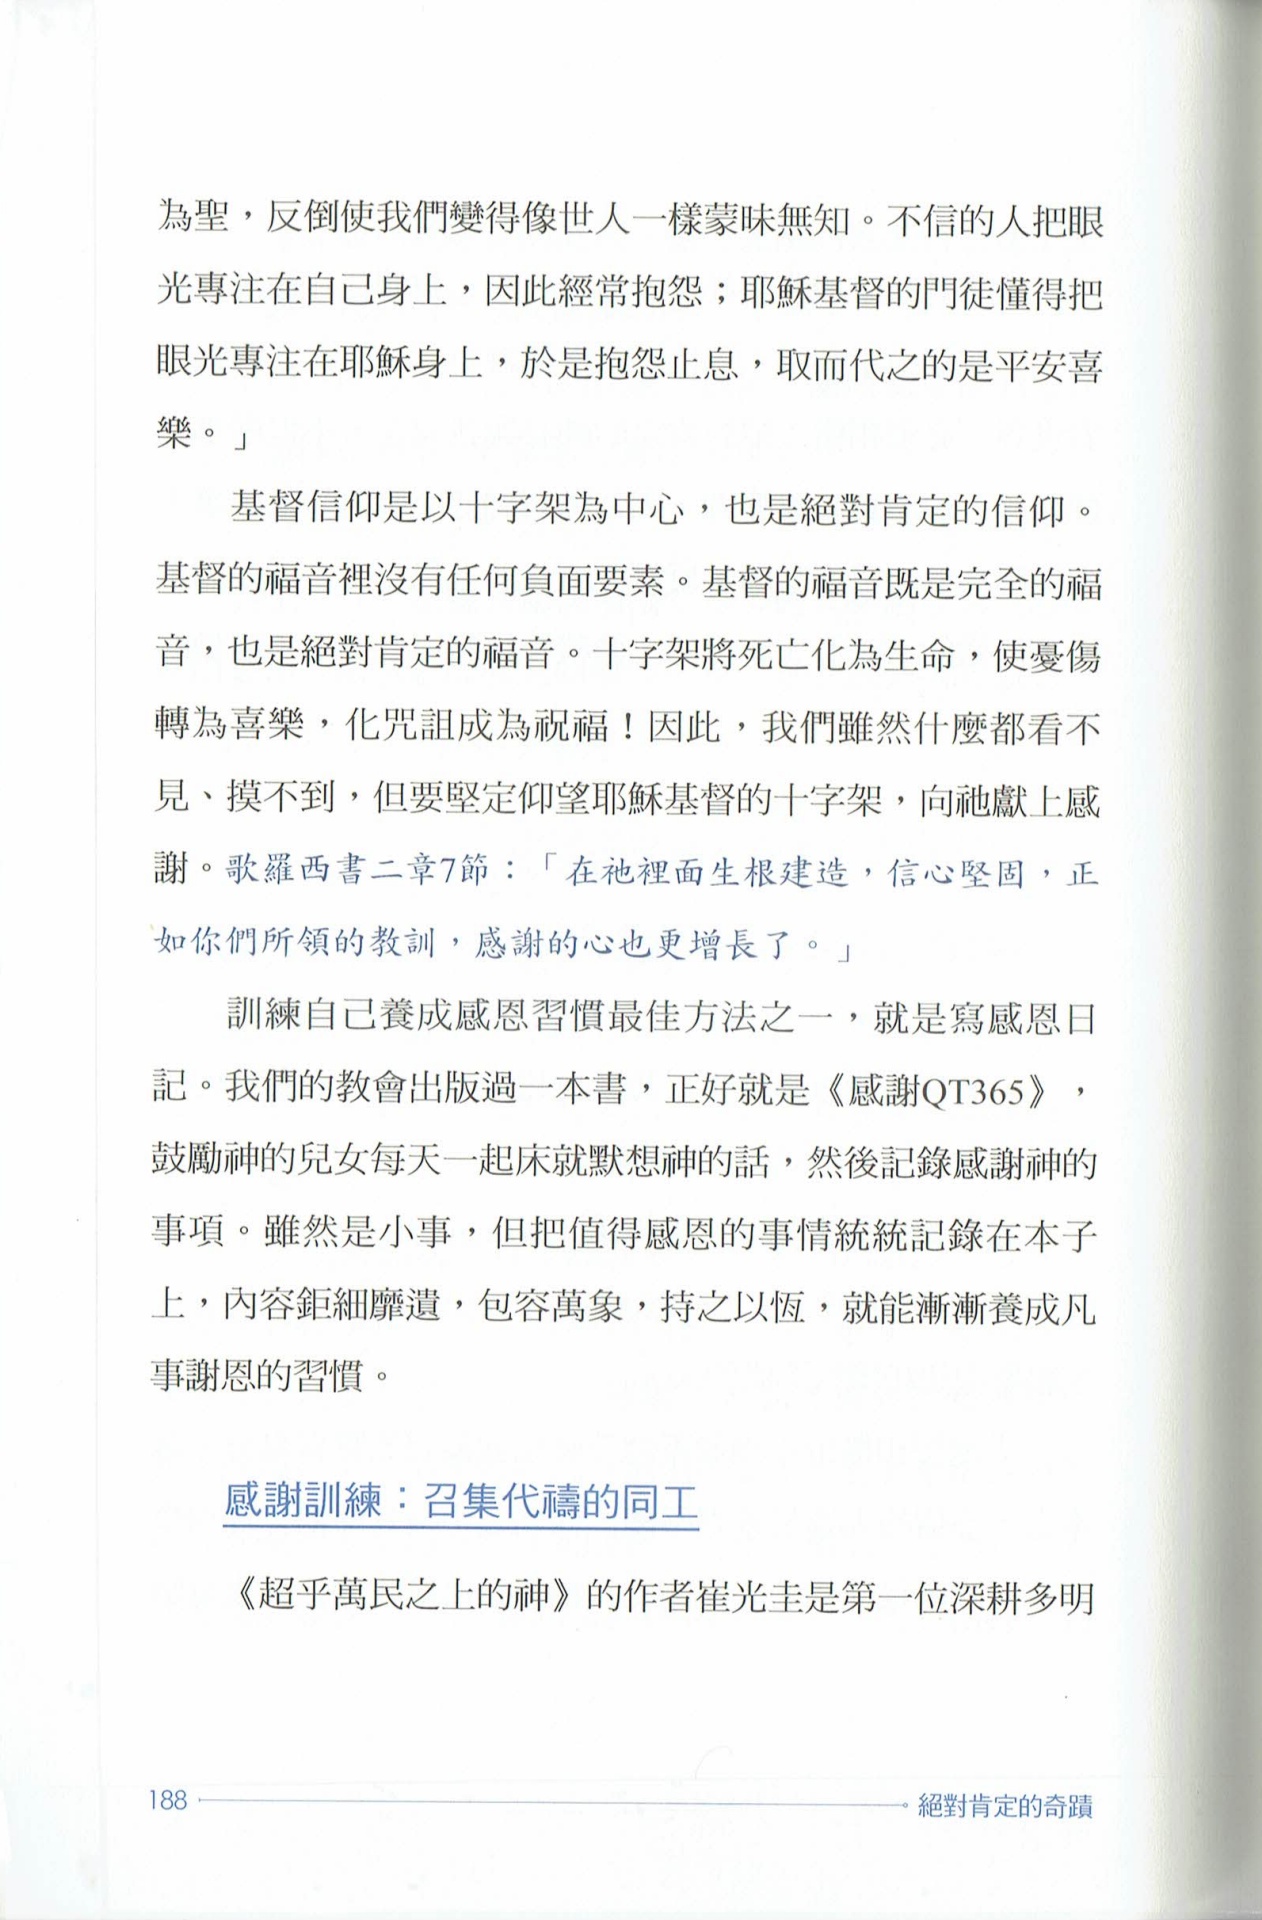 為聖，反倒使我們變得像世人一樣蒙昧無知。不信的人把眼
光專注在自己身上，因此經常抱怨；耶穌基督的門徒懂得把
眼光專注在耶穌身上，於是抱怨止息，取而代之的是平安喜
樂。」
基督信仰是以十字架為中心，也是絕對肯定的信仰。
基督的福音裡沒有任何負面要素。基督的福音既是完全的福
音，也是絕對肯定的福音。十字架將死亡化為生命，使憂傷
轉為喜樂，化咒詛成為祝福！因此，我們雖然什麼都看不
見、摸不到，但要堅定仰望耶穌基督的十字架，向祂獻上感
謝。歌羅西書二章7節：「在祂裡面生根建造，信心堅固，正
如你們所領的教訓，感謝的心也更增長了。」
訓練自己養成感恩習慣最佳方法之一，就是寫感恩日
記。我們的教會出版過一本書，正好就是《感謝QT365》，
鼓勵神的兒女每天一起床就默想神的話，然後記錄感謝神的
事項。雖然是小事，但把值得感恩的事情統統記錄在本子
上，內容鉅細靡遺，包容萬象，持之以恆，就能漸漸養成凡
事謝恩的習慣。
感謝訓練：召集代禱的同工
《超乎萬民之上的神》的作者崔光圭是第一位深耕多明
188 絕對肯定的奇蹟